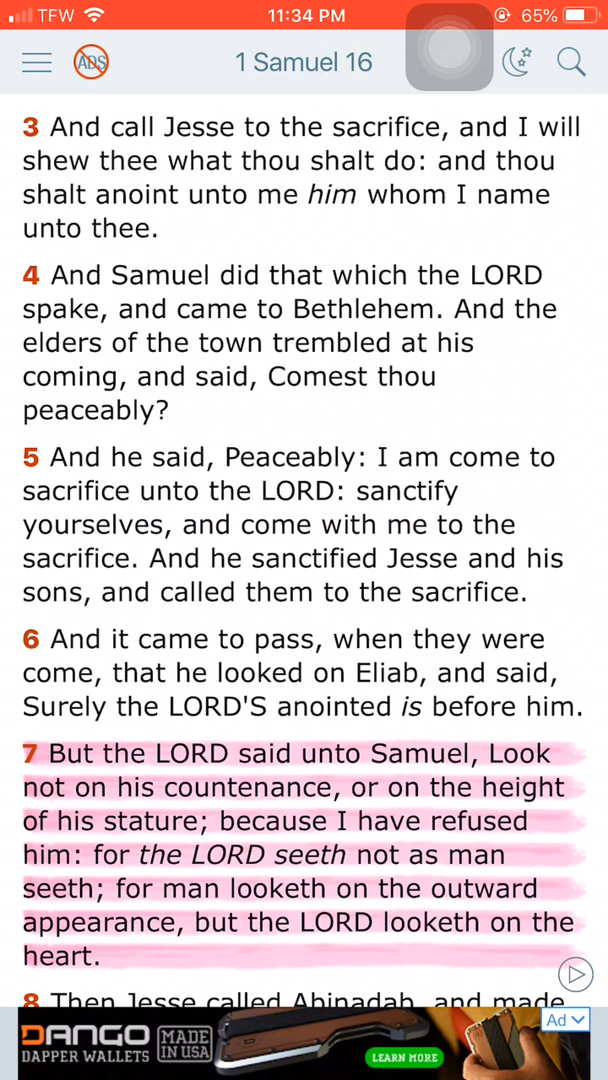 TFW 11:34 PM 65%
ADS 1 Samuel 16
3 And call Jesse to the sacrifice, and I will
shew thee what thou shalt do: and thou
shalt anoint unto me him whom I name
unto thee.
4 And Samuel did that which the LORD
spake, and came to Bethlehem. And the
elders of the town trembled at his
coming, and said, Comest thou
peaceably?
5 And he said, Peaceably: I am come to
sacrifice unto the LORD: sanctify
yourselves, and come with me to the
sacrifice. And he sanctified Jesse and his
sons, and called them to the sacrifice.
6 And it came to pass, when they were
come, that he looked on Eliab, and said,
Surely the LORD'S anointed is before him.
7 But the LORD said unto Samuel, Look
not on his countenance, or on the height
of his stature; because I have refused
him: for the LORD seeth not as man
seeth; for man looketh on the outward
appearance, but the LORD looketh on the
heart.
8 Then Jesse called Abinadab, and made
Ad
DANGO
DAPPER WALLETS
MADE
IN USA
LEARN MORE